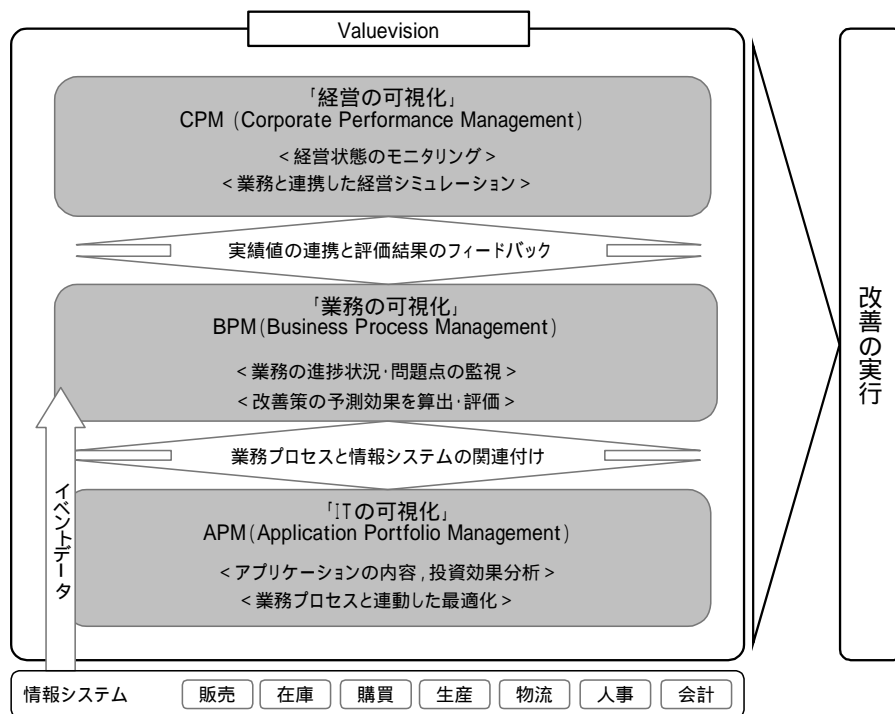 Valuevision
「経営の可視化」
CPM (Corporate Performance Management)
<経営状態のモニタリング>
<業務と連携した経営シミュレーション>
実績値の連携と評価結果のフィードバック
「業務の可視化」
BPM(Business Process Management)
<業務の進捗状況・問題点の監視>
<改善策の予測効果を算出・評価>
業務プロセスと情報システムの関連付け
「ITの可視化」
APM(Application Portfolio Management)
<アプリケーションの内容,投資効果分析>
<業務プロセスと連動した最適化>
イベントデータ
情報システム 販売 在庫 購買 生産 物流 人事 会計
改善の実行